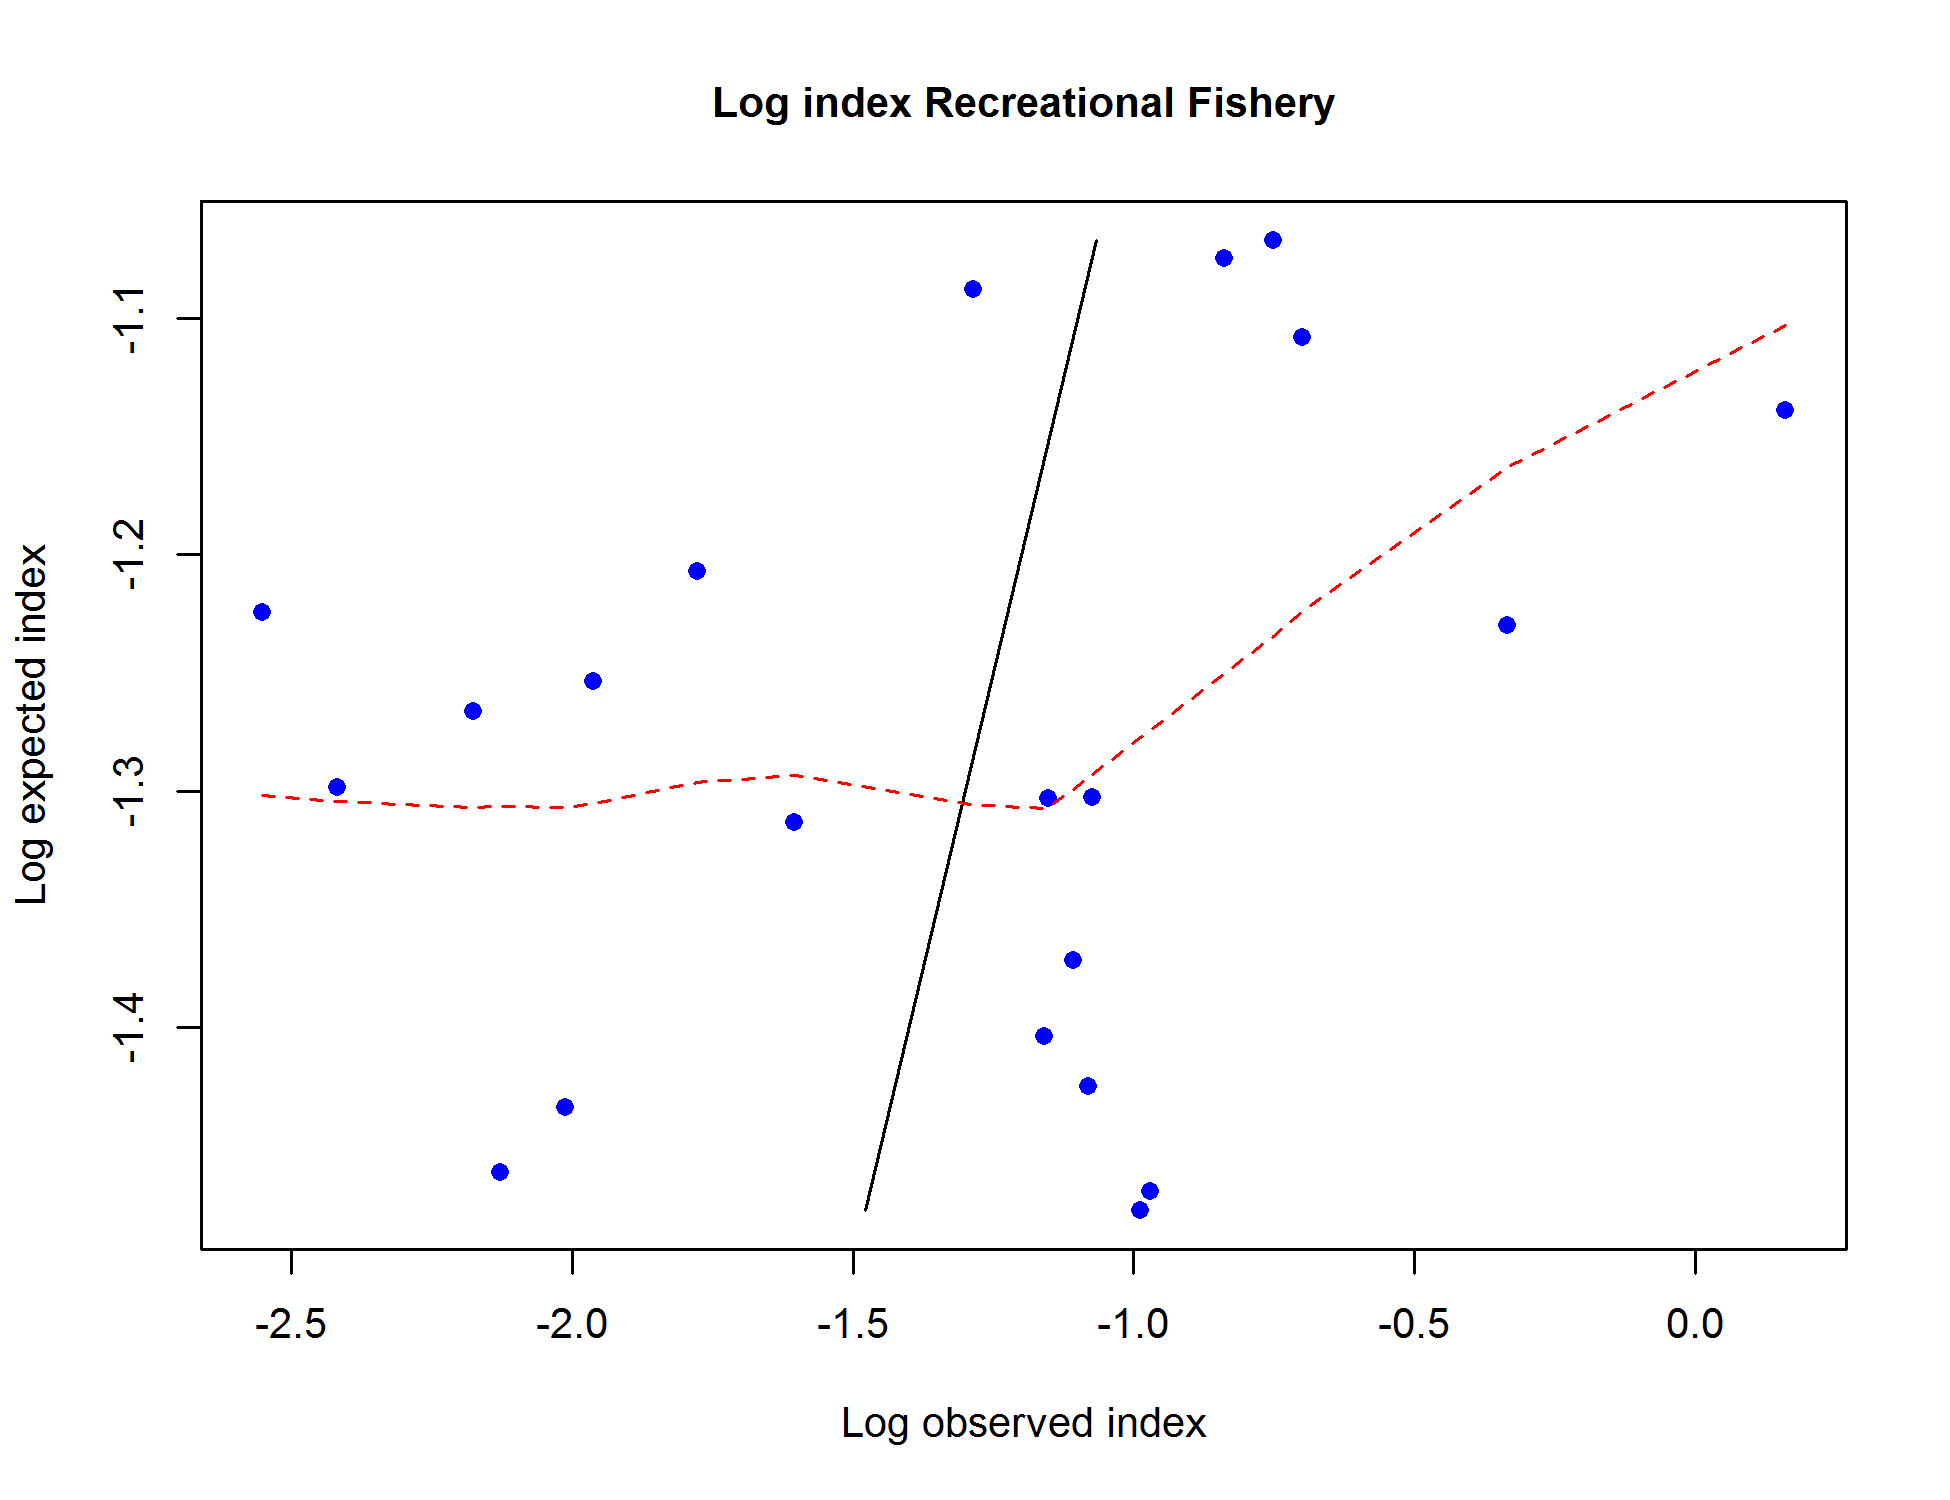 Log index Recreational Fishery
-1.1
-1.2
-1.3
-1.4
Log expected index
-2.5 -2.0 -1.5 -1.0 -0.5 0.0
Log observed index